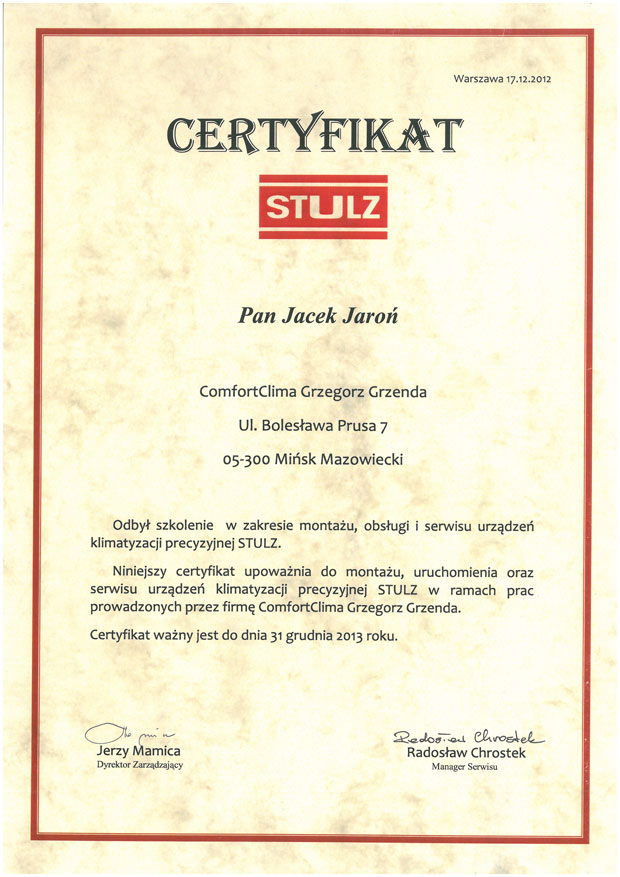 Warszawa 17.12.2012
CERTYFIKAT
STULZ
Pan Jacek Jaroń
ComfortClima Grzegorz Grzenda
Ul. Bolesława Prusa 7
05-300 Mińsk Mazowiecki
Odbył szkolenie w zakresie montażu, obsługi i serwisu urządzeń
klimatyzacji precyzyjnej STULZ.
Niniejszy certyfikat upoważnia do montażu, uruchomienia oraz
serwisu urządzeń klimatyzacji precyzyjnej STULZ w ramach prac
prowadzonych przez firmę ComfortClima Grzegorz Grzenda.
Certyfikat ważny jest do dnia 31 grudnia 2013 roku.
Radosław Chrostek
Jerzy Mamica
Dyrektor Zarządzający
Radosław Chrostek
Manager Serwisu